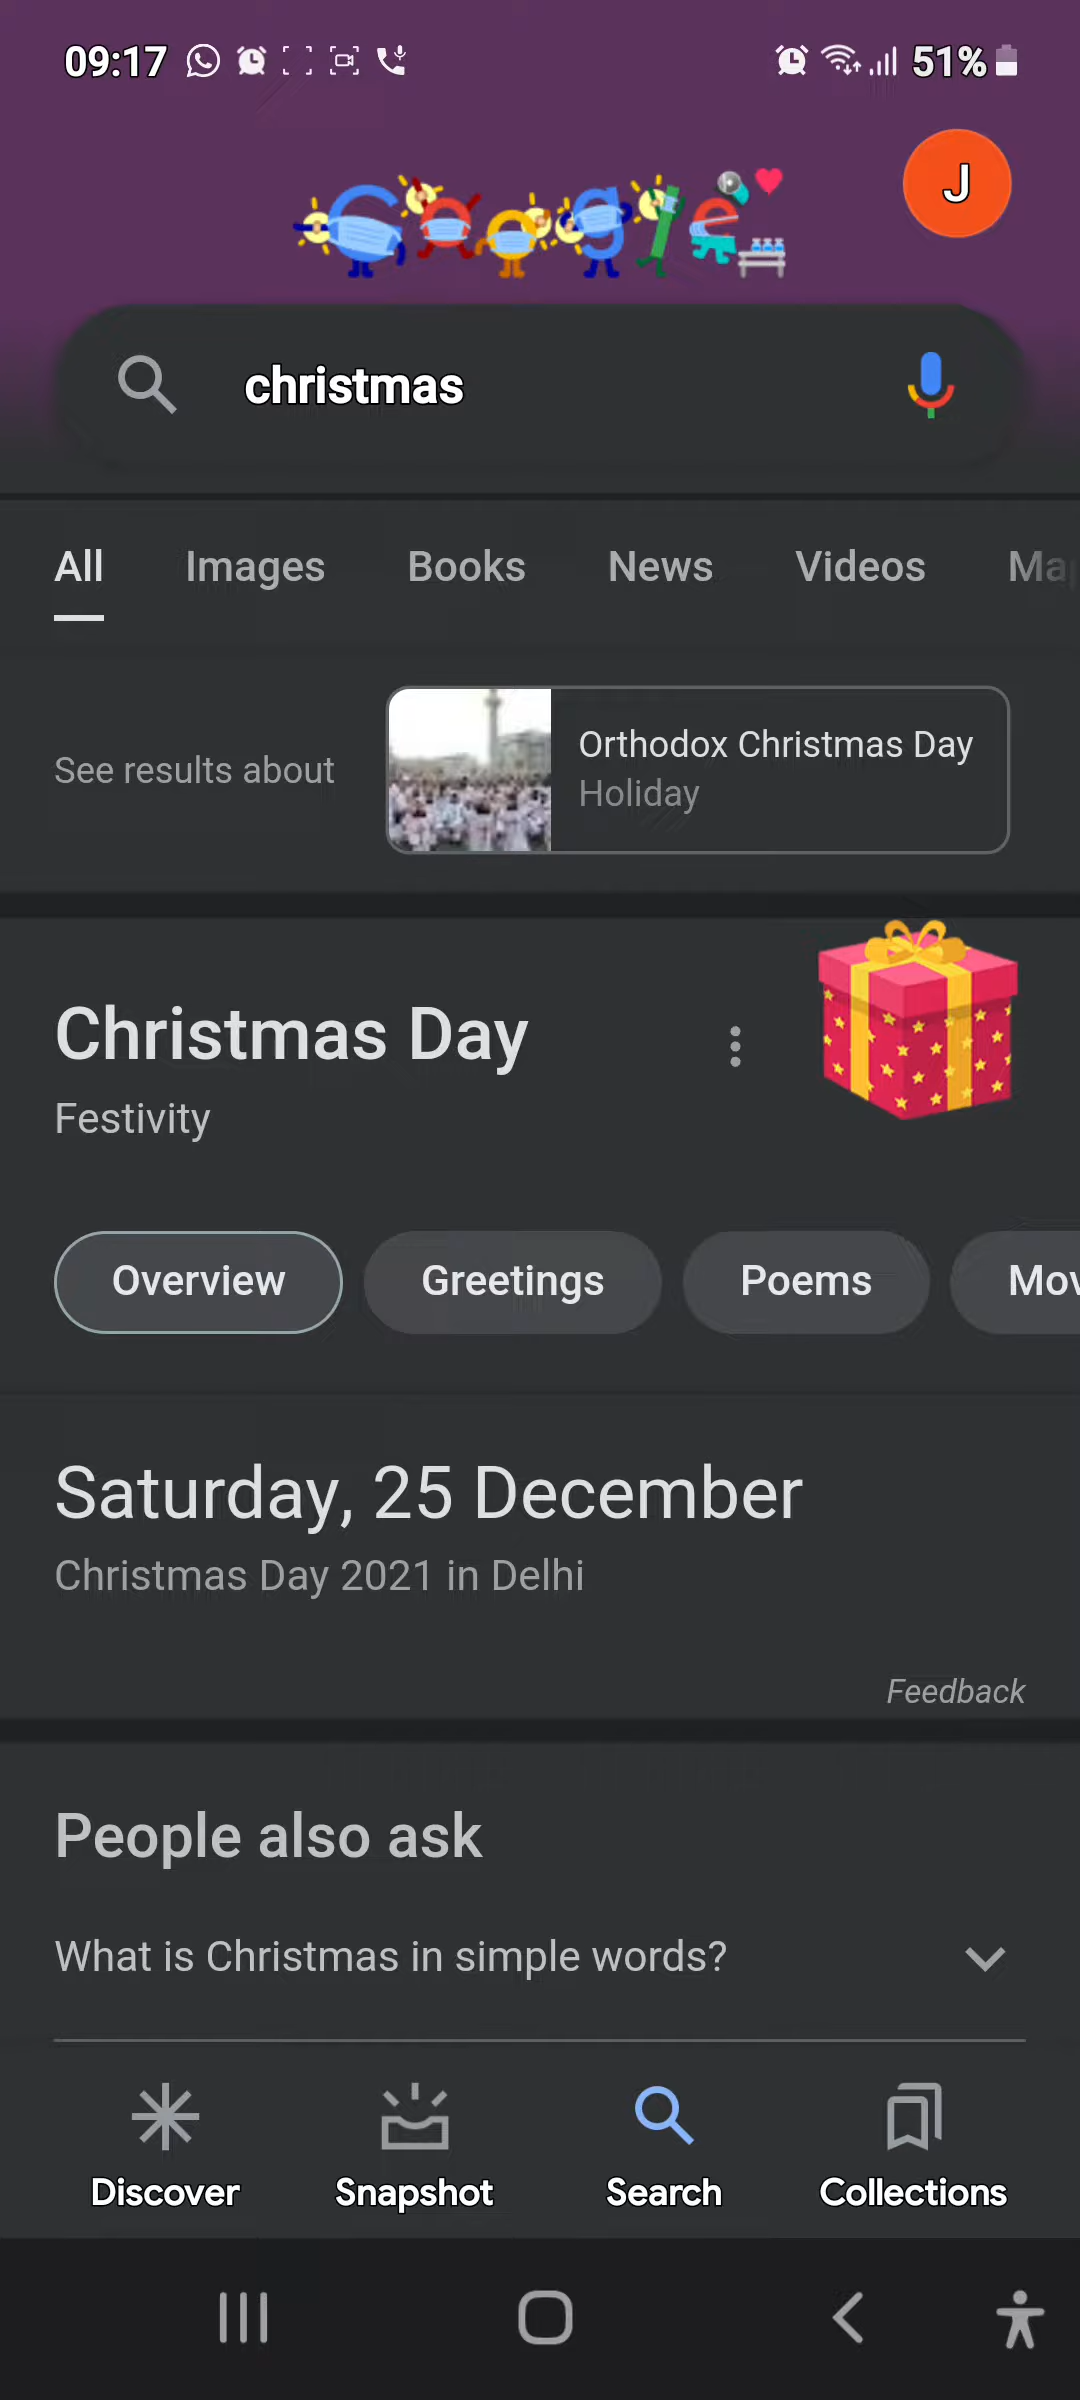 09:17
51%
Google
J
christmas
All Images Books News Videos
See results about
Orthodox Christmas Day
Holiday
Christmas Day
Festivity
Overview Greetings Poems
Saturday, 25 December
Christmas Day 2021 in Delhi
Feedback
People also ask
What is Christmas in simple words?
Discover Snapshot Search Collections